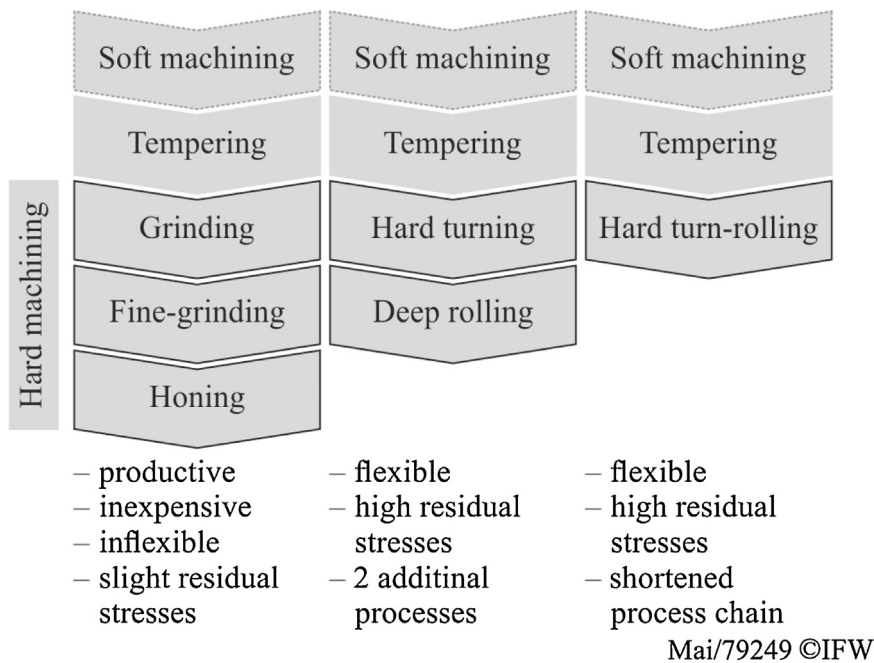 Soft machining
Soft machining
Soft machining
Tempering
Tempering
Tempering
Hard machining
Grinding
Hard turning
Hard turn-rolling
Fine-grinding
Deep rolling
Honing
– productive
– inexpensive
– inflexible
– slight residual
stresses
– flexible
– high residual
stresses
– 2 additinal
processes
– flexible
– high residual
stresses
– shortened
process chain
Mai/79249 ©IFW